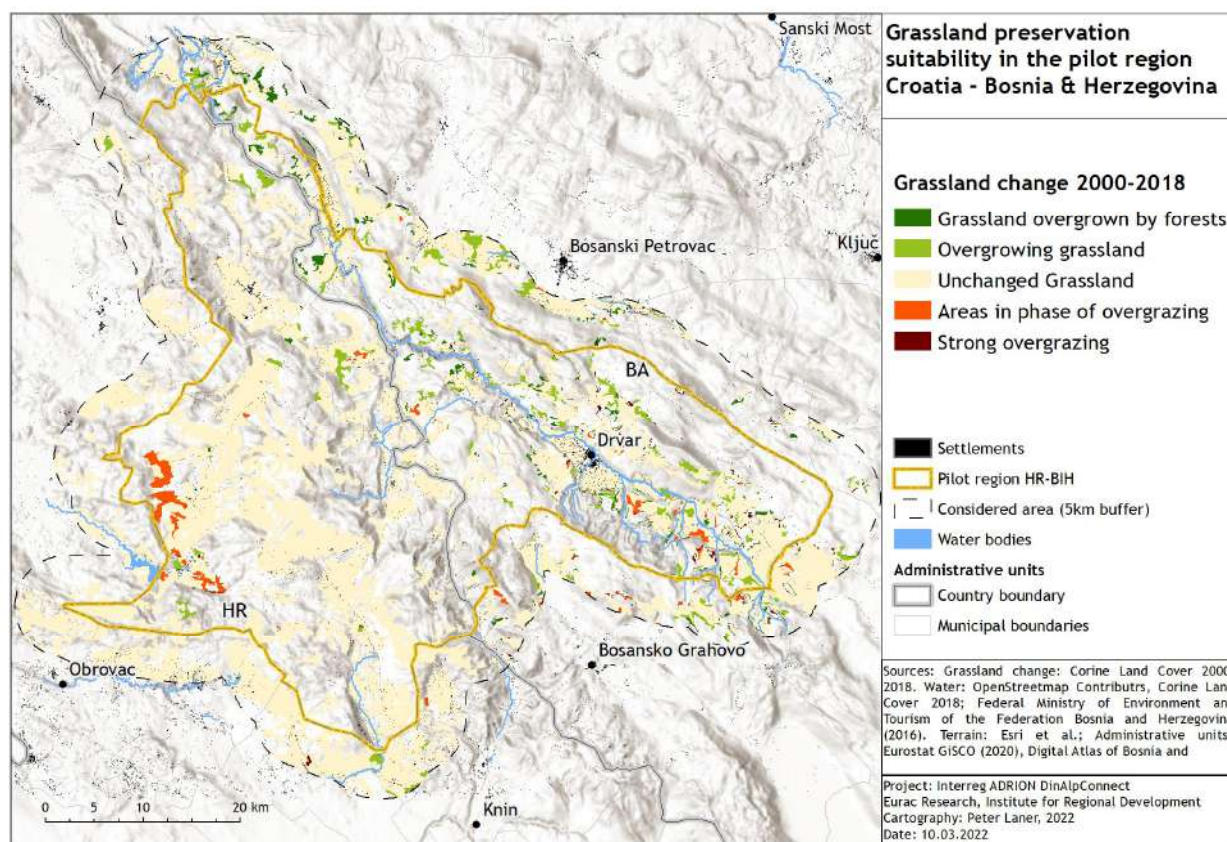 Grassland preservation
suitability in the pilot region
Croatia - Bosnia & Herzegovina
Grassland change 2000-2018
Grassland overgrown by forests
Overgrowing grassland
Unchanged Grassland
Areas in phase of overgrazing
Strong overgrazing
Settlements
Pilot region HR-BIH
Considered area (5km buffer)
Water bodies
Administrative units
Country boundary
Municipal boundaries
Sources: Grassland change: Corine Land Cover 2000
2018. Water: OpenStreetmap Contributrs, Corine Lan
Cover 2018; Federal Ministry of Environment an
Tourism of the Federation Bosnia and Herzegovin
(2016). Terrain: Esri et al.; Administrative units
Eurostat GiSCO (2020), Digital Atlas of Bosnia and
Project: Interreg ADRION DinAlpConnect
Eurac Research, Institute for Regional Development
Cartography: Peter Laner, 2022
Date: 10.03.2022
Sanski Most
Bosanski Petrovac
Ključ
BA
Drvar
HR
Bosansko Grahovo
Obrovac
Knin
0 5 10 20 km